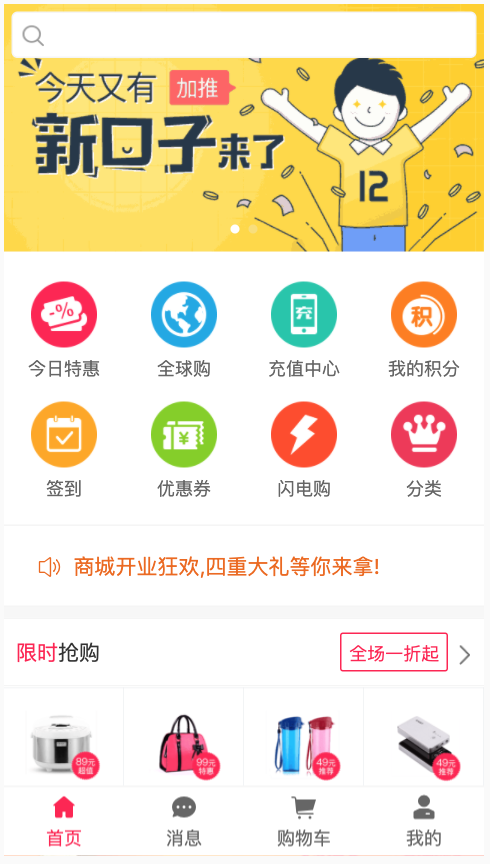 今天又有 加推
新口子来了
12
-%
充
积
今日特惠 全球购 充值中心 我的积分
¥
签到 优惠券 闪电购 分类
商城开业狂欢,四重大礼等你来拿!
限时抢购 全场一折起
89元 99元 49元 49元
超值 特惠 推荐 推荐
首页 消息 购物车 我的